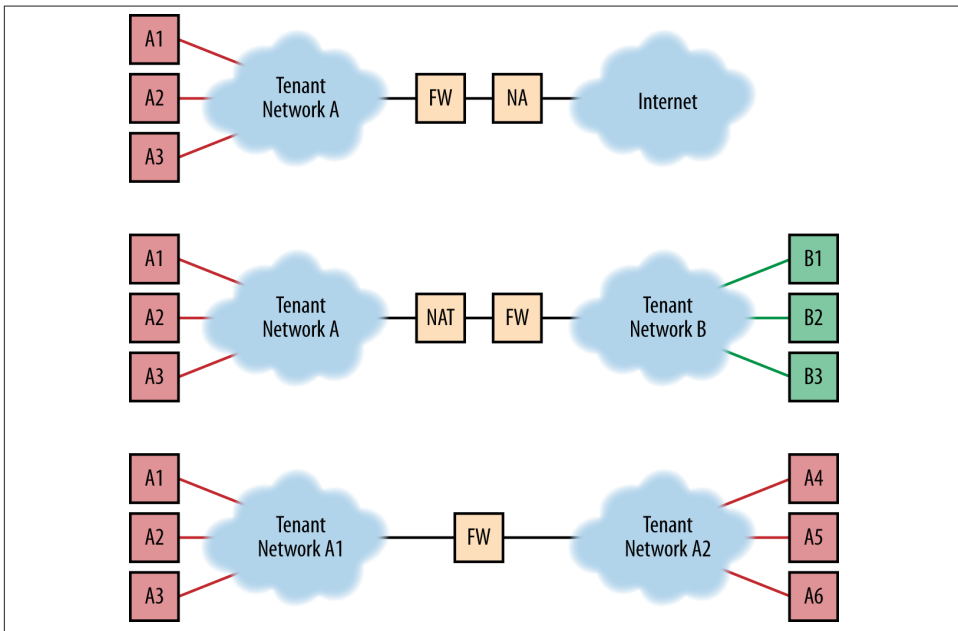 A1
A2
A3
Tenant
Network A
FW
NA
Internet
A1
A2
A3
Tenant
Network A
NAT
FW
Tenant
Network B
B1
B2
B3
A1
A2
A3
Tenant
Network A1
FW
Tenant
Network A2
A4
A5
A6